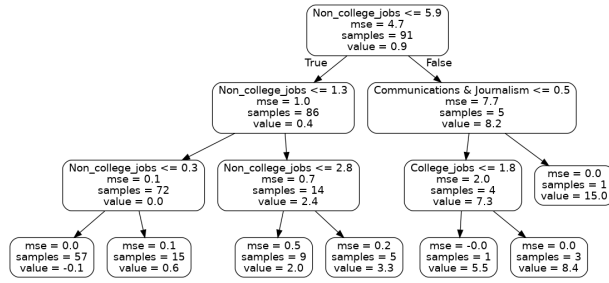 Non_college_jobs <= 5.9
mse = 4.7
samples = 91
value = 0.9
True
False
Non_college_jobs <= 1.3
mse = 1.0
samples = 86
value = 0.4
Communications & Journalism <= 0.5
mse = 7.7
samples = 5
value = 8.2
Non_college_jobs <= 0.3
mse = 0.1
samples = 72
value = 0.0
Non_college_jobs <= 2.8
mse = 0.7
samples = 14
value = 2.4
College_jobs <= 1.8
mse = 2.0
samples = 4
value = 7.3
mse = 0.0
samples = 1
value = 15.0
mse = 0.0
samples = 57
value = -0.1
mse = 0.1
samples = 15
value = 0.6
mse = 0.5
samples = 9
value = 2.0
mse = 0.2
samples = 5
value = 3.3
mse = -0.0
samples = 1
value = 5.5
mse = 0.0
samples = 3
value = 8.4